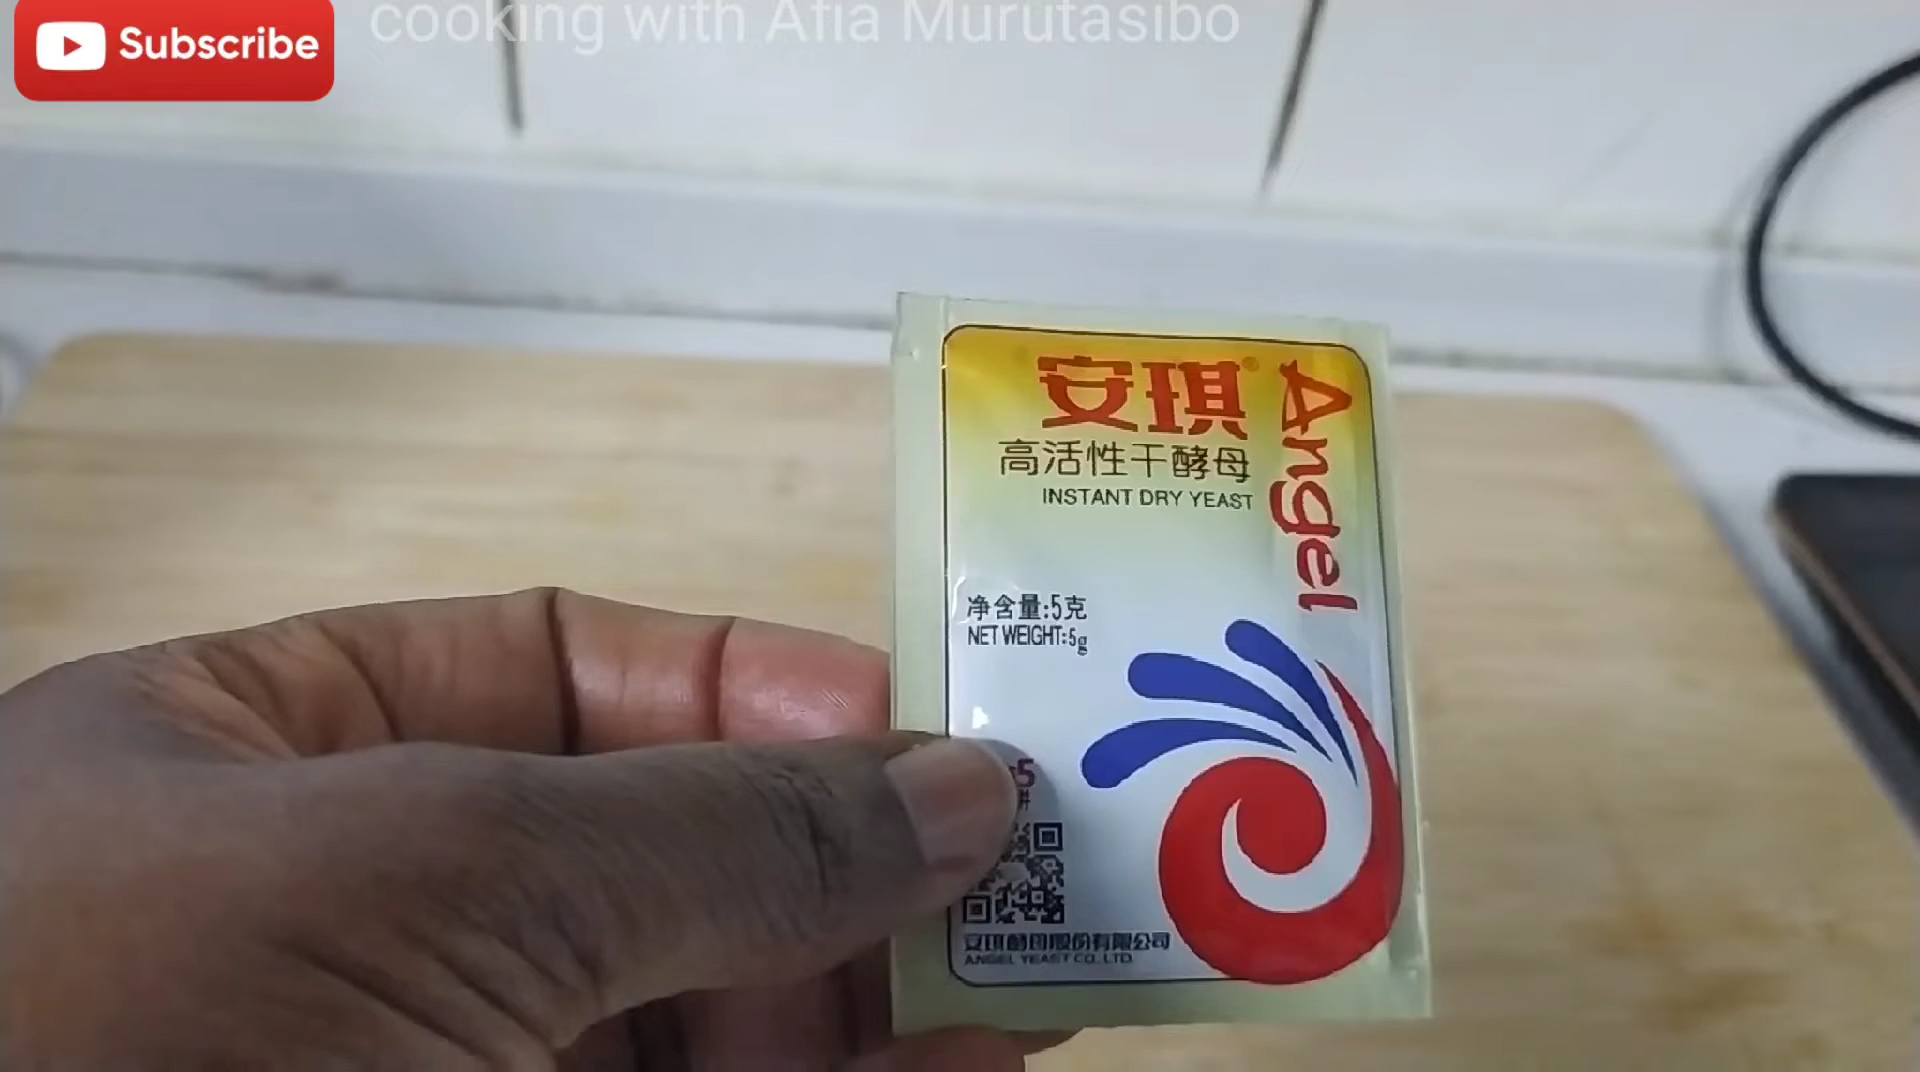 Subscribe
cooking with Afia Murutasibo
安琪®
高活性干酵母
INSTANT DRY YEAST
Angel
净含量:5克
NET WEIGHT:5g
5
安琪酵母股份有限公司
ANGEL YEAST CO., LTD.